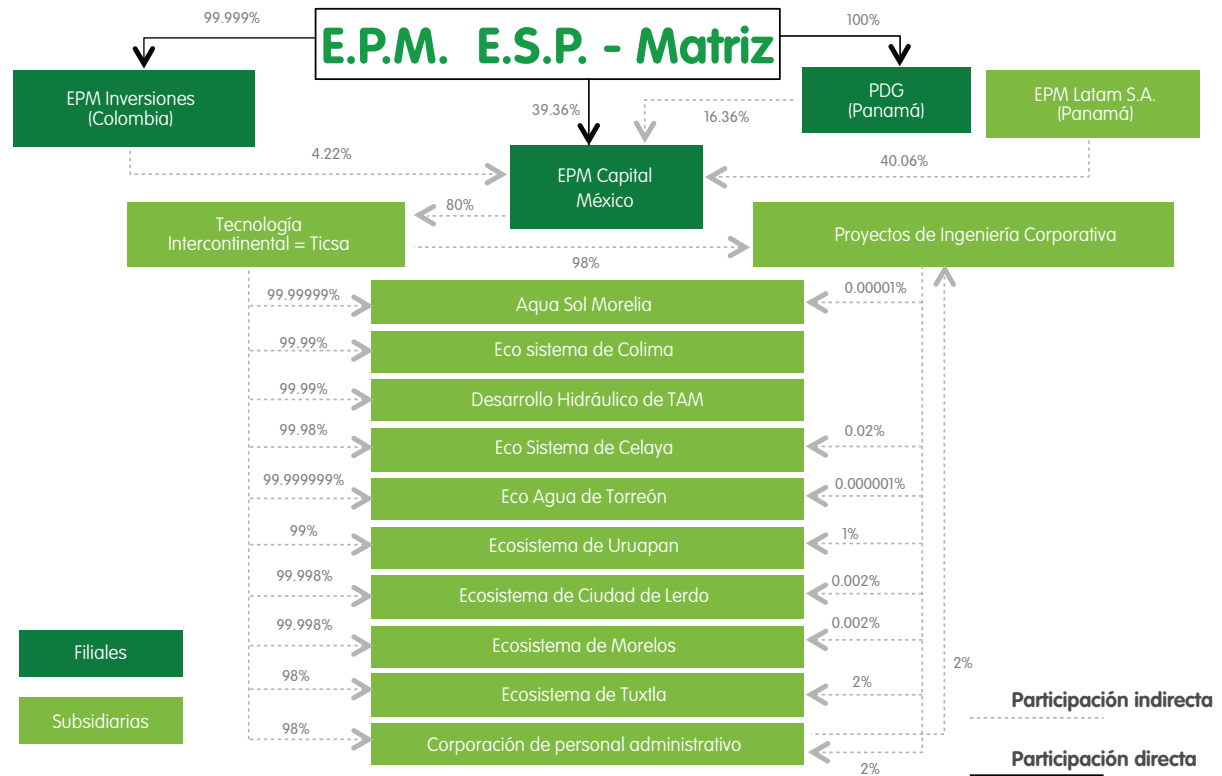 99.999%
E.P.M. E.S.P. - Matriz
100%
EPM Inversiones
(Colombia)
39.36%
16.36%
PDG
(Panamá)
EPM Latam S.A.
(Panamá)
4.22%
EPM Capital
México
40.06%
80%
Tecnología
Intercontinental = Ticsa
98%
Proyectos de Ingeniería Corporativa
99.99999%
Aqua Sol Morelia
0.00001%
99.99%
Eco sistema de Colima
99.99%
Desarrollo Hidráulico de TAM
99.98%
Eco Sistema de Celaya
0.02%
99.999999%
Eco Agua de Torreón
0.000001%
99%
Ecosistema de Uruapan
1%
99.998%
Ecosistema de Ciudad de Lerdo
0.002%
99.998%
Ecosistema de Morelos
0.002%
98%
Ecosistema de Tuxtla
2%
98%
Corporación de personal administrativo
2%
2%
Filiales
Subsidiarias
Participación indirecta
Participación directa